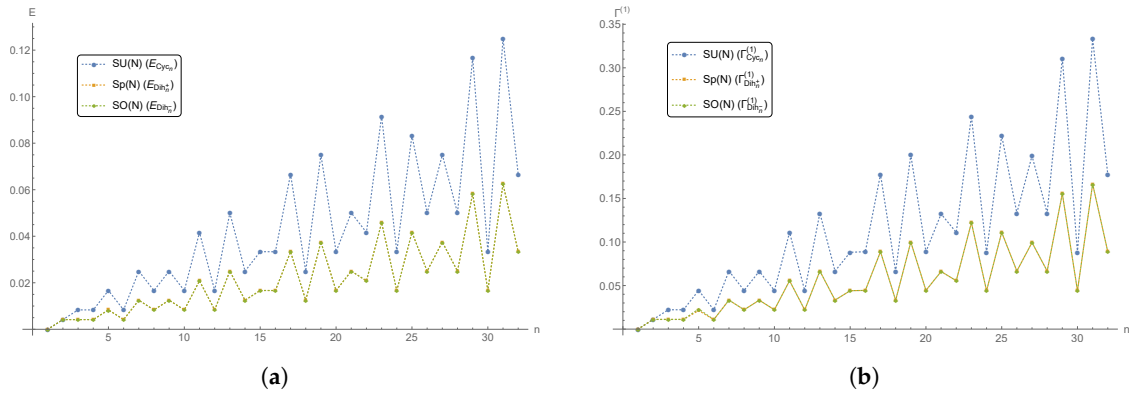 E
0.12
0.10
0.08
0.06
0.04
0.02
SU(N) (E_{Cyc_n})
Sp(N) (E_{Dih_n^+})
SO(N) (E_{Dih_n^-})
5 10 15 20 25 30 n
(a)
Γ^{(1)}
0.35
0.30
0.25
0.20
0.15
0.10
0.05
SU(N) (Γ^{(1)}_{Cyc_n})
Sp(N) (Γ^{(1)}_{Dih_n^+})
SO(N) (Γ^{(1)}_{Dih_n^-})
5 10 15 20 25 30 n
(b)